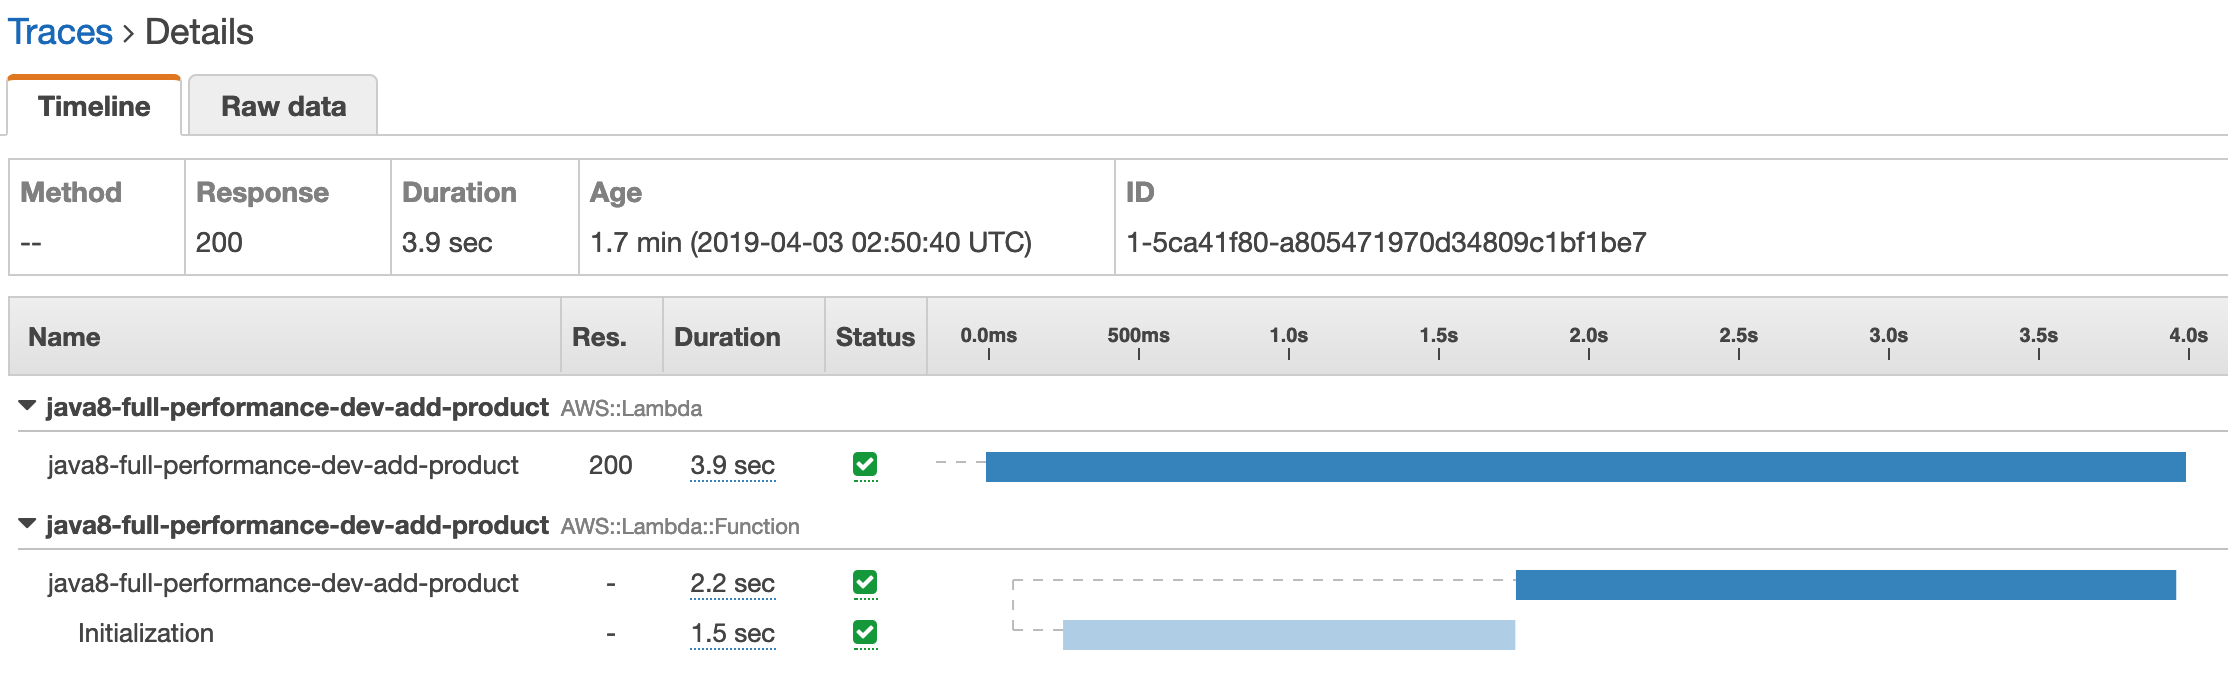 Traces > Details
Timeline Raw data
Method Response Duration Age ID
-- 200 3.9 sec 1.7 min (2019-04-03 02:50:40 UTC) 1-5ca41f80-a805471970d34809c1bf1be7
Name Res. Duration Status 0.0ms 500ms 1.0s 1.5s 2.0s 2.5s 3.0s 3.5s 4.0s
java8-full-performance-dev-add-product AWS::Lambda
java8-full-performance-dev-add-product 200 3.9 sec
java8-full-performance-dev-add-product AWS::Lambda::Function
java8-full-performance-dev-add-product - 2.2 sec
Initialization - 1.5 sec